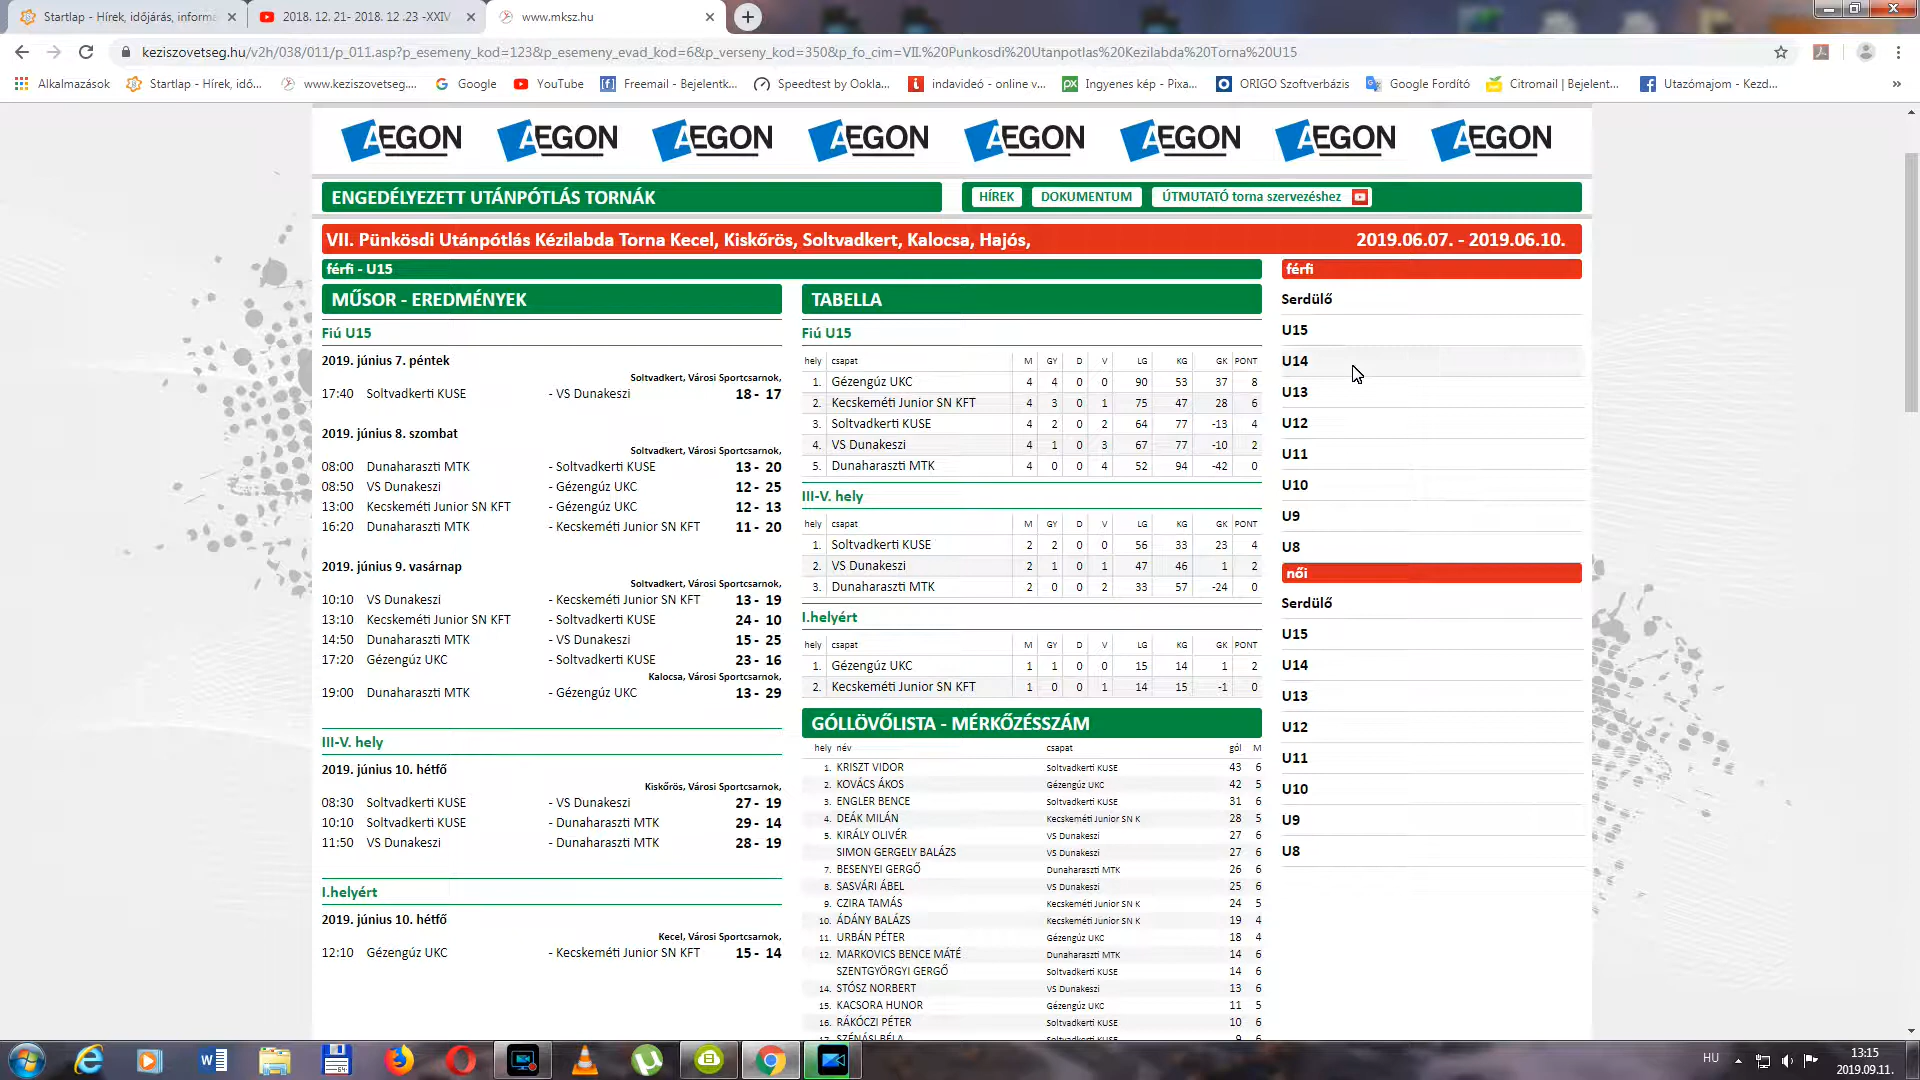 Startlap - Hírek, időjárás, informá
2018. 12. 21- 2018. 12 .23 -XXIV
www.mksz.hu
keziszovetseg.hu/v2h/038/011/p_011.asp?p_esemeny_kod=123&p_esemeny_evad_kod=6&p_verseny_kod=350&p_fo_cim=VII.%20Punkosdi%20Utanpotlas%20Kezilabda%20Torna%20U15
Alkalmazások
Startlap - Hírek, idő...
www.keziszovetseg....
Google
YouTube
Freemail - Bejelentk...
Speedtest by Ookla...
indavideó - online v...
Ingyenes kép - Pixa...
ORIGO Szoftverbázis
Google Fordító
Citromail | Bejelent...
Utazómajom - Kezd...
AEGON AEGON AEGON AEGON AEGON AEGON AEGON AEGON
ENGEDÉLYEZETT UTÁNPÓTLÁS TORNÁK
HÍREK DOKUMENTUM ÚTMUTATÓ torna szervezéshez
VII. Pünkösdi Utánpótlás Kézilabda Torna Kecel, Kiskőrös, Soltvadkert, Kalocsa, Hajós, 2019.06.07. - 2019.06.10.
férfi - U15
MŰSOR - EREDMÉNYEK
Fiú U15
2019. június 7. péntek
Soltvadkert, Városi Sportcsarnok,
17:40 Soltvadkerti KUSE - VS Dunakeszi 18 - 17
2019. június 8. szombat
Soltvadkert, Városi Sportcsarnok,
08:00 Dunaharaszti MTK - Soltvadkerti KUSE 13 - 20
08:50 VS Dunakeszi - Gézengúz UKC 12 - 25
13:00 Kecskeméti Junior SN KFT - Gézengúz UKC 12 - 13
16:20 Dunaharaszti MTK - Kecskeméti Junior SN KFT 11 - 20
2019. június 9. vasárnap
Soltvadkert, Városi Sportcsarnok,
10:10 VS Dunakeszi - Kecskeméti Junior SN KFT 13 - 19
13:10 Kecskeméti Junior SN KFT - Soltvadkerti KUSE 24 - 10
14:50 Dunaharaszti MTK - VS Dunakeszi 15 - 25
17:20 Gézengúz UKC - Soltvadkerti KUSE 23 - 16
Kalocsa, Városi Sportcsarnok,
19:00 Dunaharaszti MTK - Gézengúz UKC 13 - 29
III-V. hely
2019. június 10. hétfő
Kiskőrös, Városi Sportcsarnok,
08:30 Soltvadkerti KUSE - VS Dunakeszi 27 - 19
10:10 Soltvadkerti KUSE - Dunaharaszti MTK 29 - 14
11:50 VS Dunakeszi - Dunaharaszti MTK 28 - 19
I.helyért
2019. június 10. hétfő
Kecel, Városi Sportcsarnok,
12:10 Gézengúz UKC - Kecskeméti Junior SN KFT 15 - 14
TABELLA
Fiú U15
hely csapat M GY D V LG KG GK PONT
1. Gézengúz UKC 4 4 0 0 90 53 37 8
2. Kecskeméti Junior SN KFT 4 3 0 1 75 47 28 6
3. Soltvadkerti KUSE 4 2 0 2 64 77 -13 4
4. VS Dunakeszi 4 1 0 3 67 77 -10 2
5. Dunaharaszti MTK 4 0 0 4 52 94 -42 0
III-V. hely
hely csapat M GY D V LG KG GK PONT
1. Soltvadkerti KUSE 2 2 0 0 56 33 23 4
2. VS Dunakeszi 2 1 0 1 47 46 1 2
3. Dunaharaszti MTK 2 0 0 2 33 57 -24 0
I.helyért
hely csapat M GY D V LG KG GK PONT
1. Gézengúz UKC 1 1 0 0 15 14 1 2
2. Kecskeméti Junior SN KFT 1 0 0 1 14 15 -1 0
GÓLLÖVŐLISTA - MÉRKŐZÉSSZÁM
hely név csapat gól M
1. KRISZT VIDOR Soltvadkerti KUSE 43 6
2. KOVÁCS ÁKOS Gézengúz UKC 42 5
3. ENGLER BENCE Soltvadkerti KUSE 31 6
4. DEÁK MILÁN Kecskeméti Junior SN K 28 5
5. KIRÁLY OLIVÉR VS Dunakeszi 27 6
SIMON GERGELY BALÁZS VS Dunakeszi 27 6
7. BESENYEI GERGŐ Dunaharaszti MTK 26 6
8. SASVÁRI ÁBEL VS Dunakeszi 25 6
9. CZIRA TAMÁS Kecskeméti Junior SN K 24 5
10. ÁDÁNY BALÁZS Kecskeméti Junior SN K 19 4
11. URBÁN PÉTER Gézengúz UKC 18 4
12. MARKOVICS BENCE MÁTÉ Dunaharaszti MTK 14 6
SZENTGYÖRGYI GERGŐ Soltvadkerti KUSE 14 6
14. STÓSZ NORBERT VS Dunakeszi 13 6
15. KACSORA HUNOR Gézengúz UKC 11 5
16. RÁKÓCZI PÉTER Soltvadkerti KUSE 10 6
férfi
Serdülő
U15
U14
U13
U12
U11
U10
U9
U8
női
Serdülő
U15
U14
U13
U12
U11
U10
U9
U8
HU
13:15
2019.09.11.